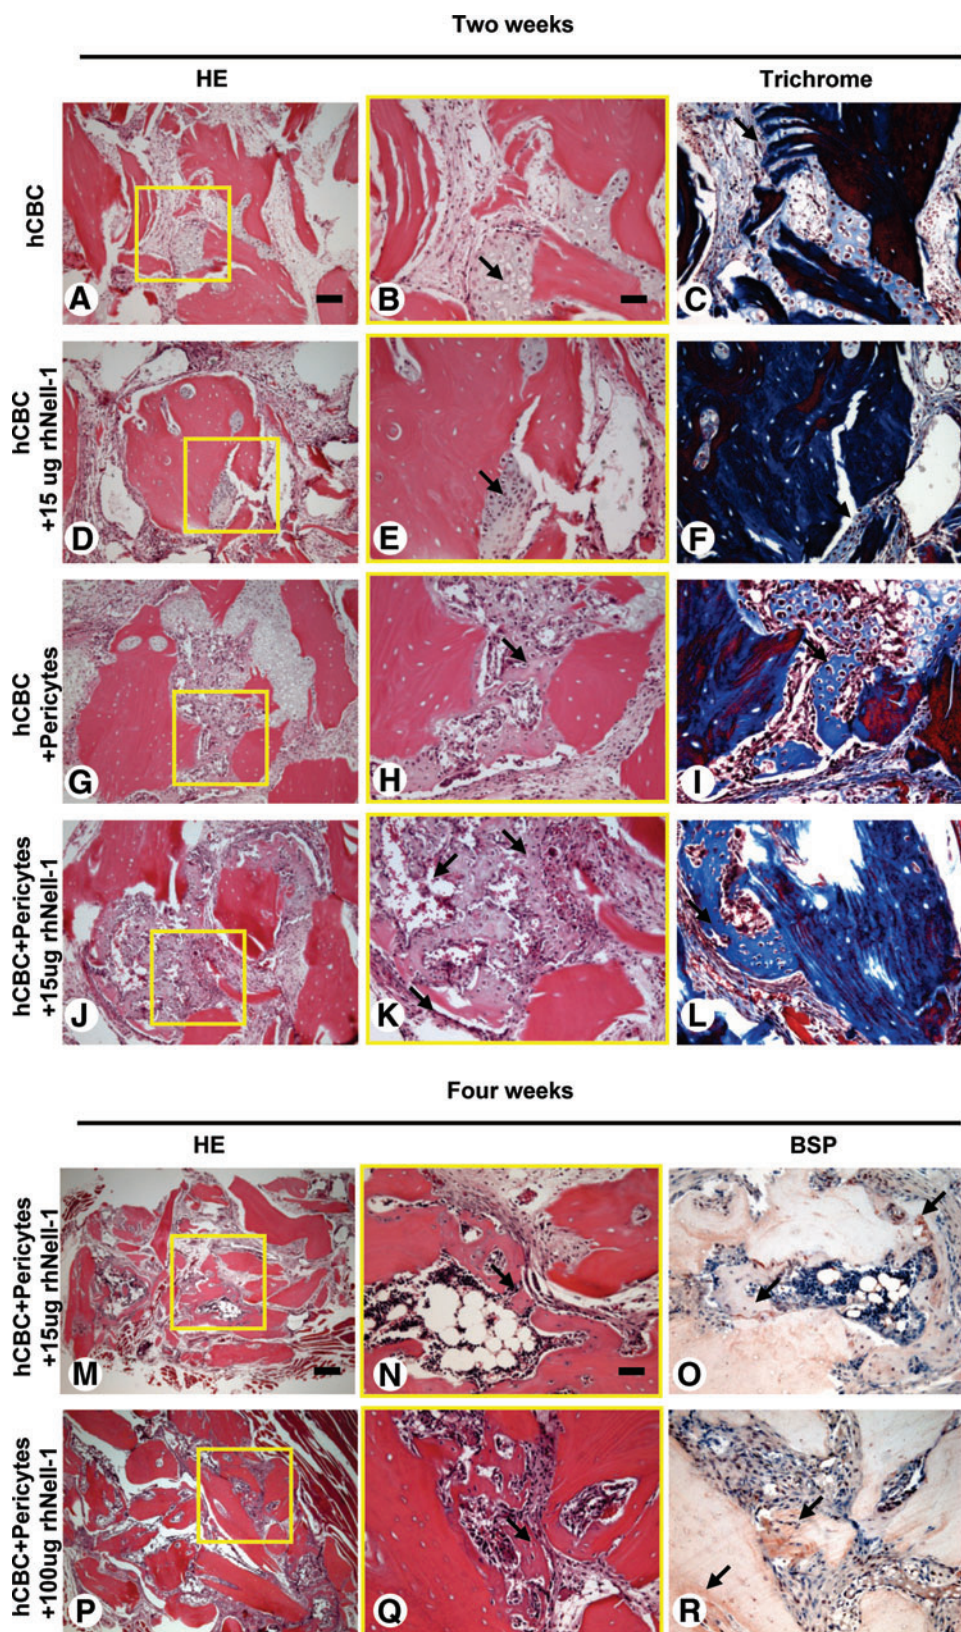 Two weeks
HE
Trichrome
hCBC
A
B
C
hCBC
+15 ug rhNell-1
D
E
F
hCBC
+Pericytes
G
H
I
hCBC+Pericytes
+15ug rhNell-1
J
K
L
Four weeks
HE
BSP
hCBC+Pericytes
+15ug rhNell-1
M
N
O
hCBC+Pericytes
+100ug rhNell-1
P
Q
R